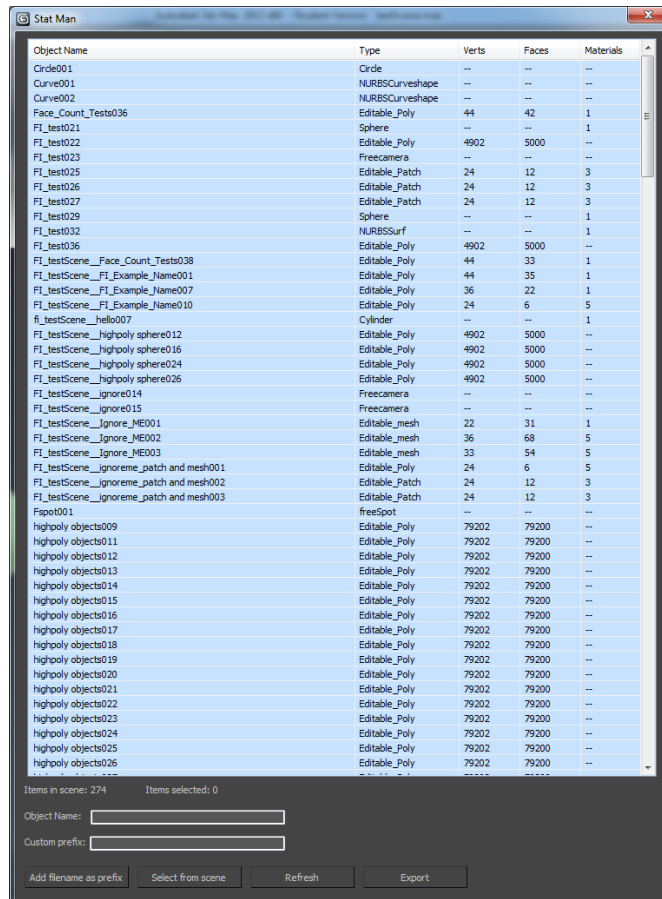 Stat Man
Object Name Type Verts Faces Materials
Circle001 Circle -- -- --
Curve001 NURBSCurveshape -- -- --
Curve002 NURBSCurveshape -- -- --
Face_Count_Tests036 Editable_Poly 44 42 1
FI_test021 Sphere -- -- 1
FI_test022 Editable_Poly 4902 5000 --
FI_test023 Freecamera -- -- --
FI_test025 Editable_Patch 24 12 3
FI_test026 Editable_Patch 24 12 3
FI_test027 Editable_Patch 24 12 3
FI_test029 Sphere -- -- 1
FI_test032 NURBSSurf -- -- 1
FI_test036 Editable_Poly 4902 5000 --
FI_testScene__Face_Count_Tests038 Editable_Poly 44 33 1
FI_testScene__FI_Example_Name001 Editable_Poly 44 35 1
FI_testScene__FI_Example_Name007 Editable_Poly 36 22 1
FI_testScene__FI_Example_Name010 Editable_Poly 24 6 5
fi_testScene__hello007 Cylinder -- -- 1
FI_testScene__highpoly sphere012 Editable_Poly 4902 5000 --
FI_testScene__highpoly sphere016 Editable_Poly 4902 5000 --
FI_testScene__highpoly sphere024 Editable_Poly 4902 5000 --
FI_testScene__highpoly sphere026 Editable_Poly 4902 5000 --
FI_testScene__ignore014 Freecamera -- -- --
FI_testScene__ignore015 Freecamera -- -- --
FI_testScene__Ignore_ME001 Editable_mesh 22 31 1
FI_testScene__Ignore_ME002 Editable_mesh 36 68 5
FI_testScene__Ignore_ME003 Editable_mesh 33 54 5
FI_testScene__ignoreme_patch and mesh001 Editable_Poly 24 6 5
FI_testScene__ignoreme_patch and mesh002 Editable_Patch 24 12 3
FI_testScene__ignoreme_patch and mesh003 Editable_Patch 24 12 3
Fspot001 freeSpot -- -- --
highpoly objects009 Editable_Poly 79202 79200 --
highpoly objects011 Editable_Poly 79202 79200 --
highpoly objects012 Editable_Poly 79202 79200 --
highpoly objects013 Editable_Poly 79202 79200 --
highpoly objects014 Editable_Poly 79202 79200 --
highpoly objects015 Editable_Poly 79202 79200 --
highpoly objects016 Editable_Poly 79202 79200 --
highpoly objects017 Editable_Poly 79202 79200 --
highpoly objects018 Editable_Poly 79202 79200 --
highpoly objects019 Editable_Poly 79202 79200 --
highpoly objects020 Editable_Poly 79202 79200 --
highpoly objects021 Editable_Poly 79202 79200 --
highpoly objects022 Editable_Poly 79202 79200 --
highpoly objects023 Editable_Poly 79202 79200 --
highpoly objects024 Editable_Poly 79202 79200 --
highpoly objects025 Editable_Poly 79202 79200 --
highpoly objects026 Editable_Poly 79202 79200 --
Items in scene: 274 Items selected: 0
Object Name:
Custom prefix:
Add filename as prefix Select from scene Refresh Export